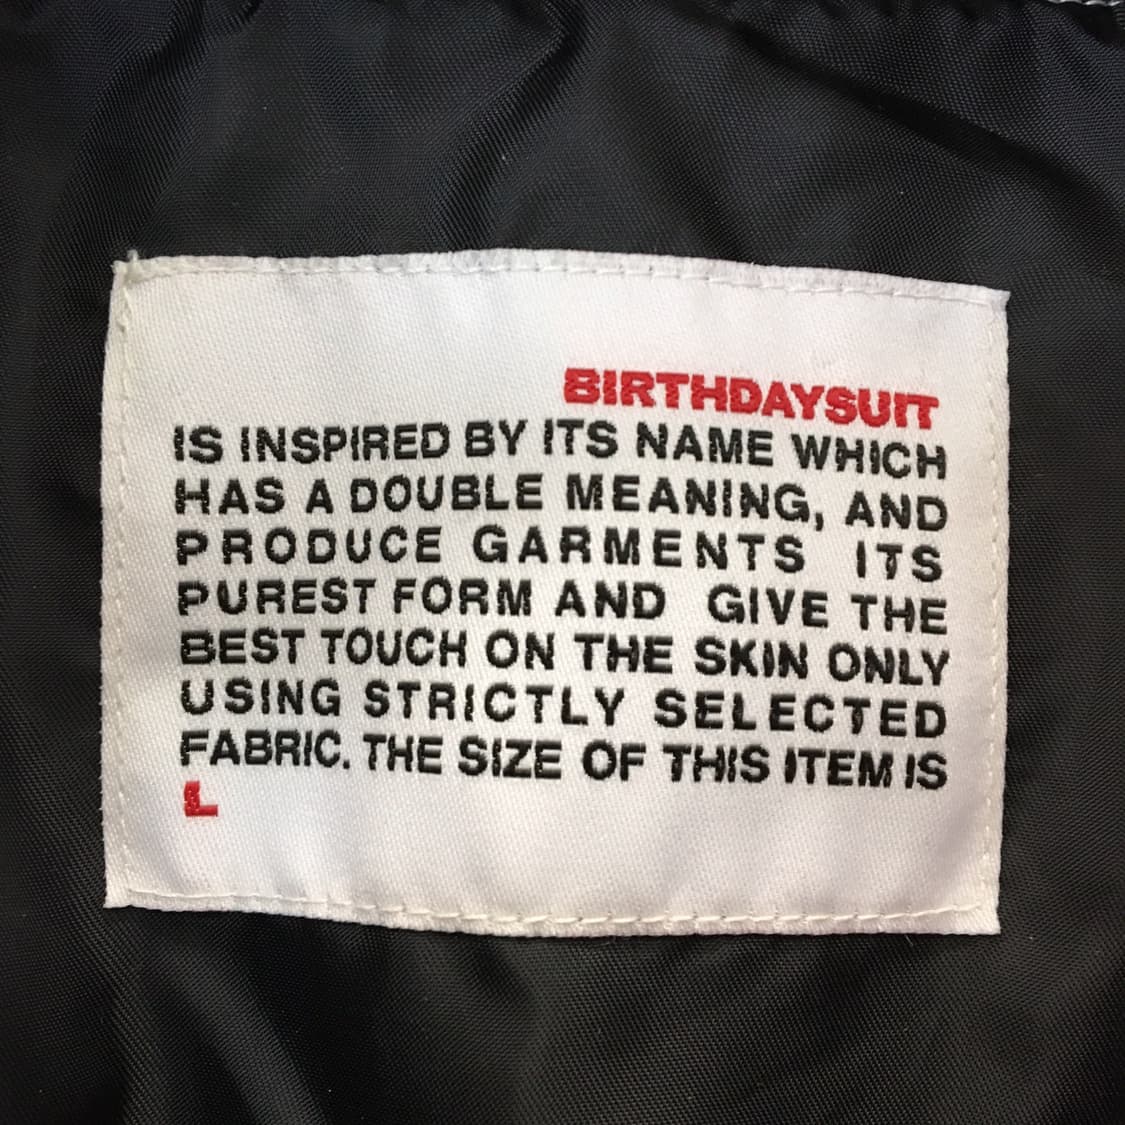 BIRTHDAYSUIT
IS INSPIRED BY ITS NAME WHICH
HAS A DOUBLE MEANING, AND
PRODUCE GARMENTS ITS
PUREST FORM AND GIVE THE
BEST TOUCH ON THE SKIN ONLY
USING STRICTLY SELECTED
FABRIC. THE SIZE OF THIS ITEM IS
L